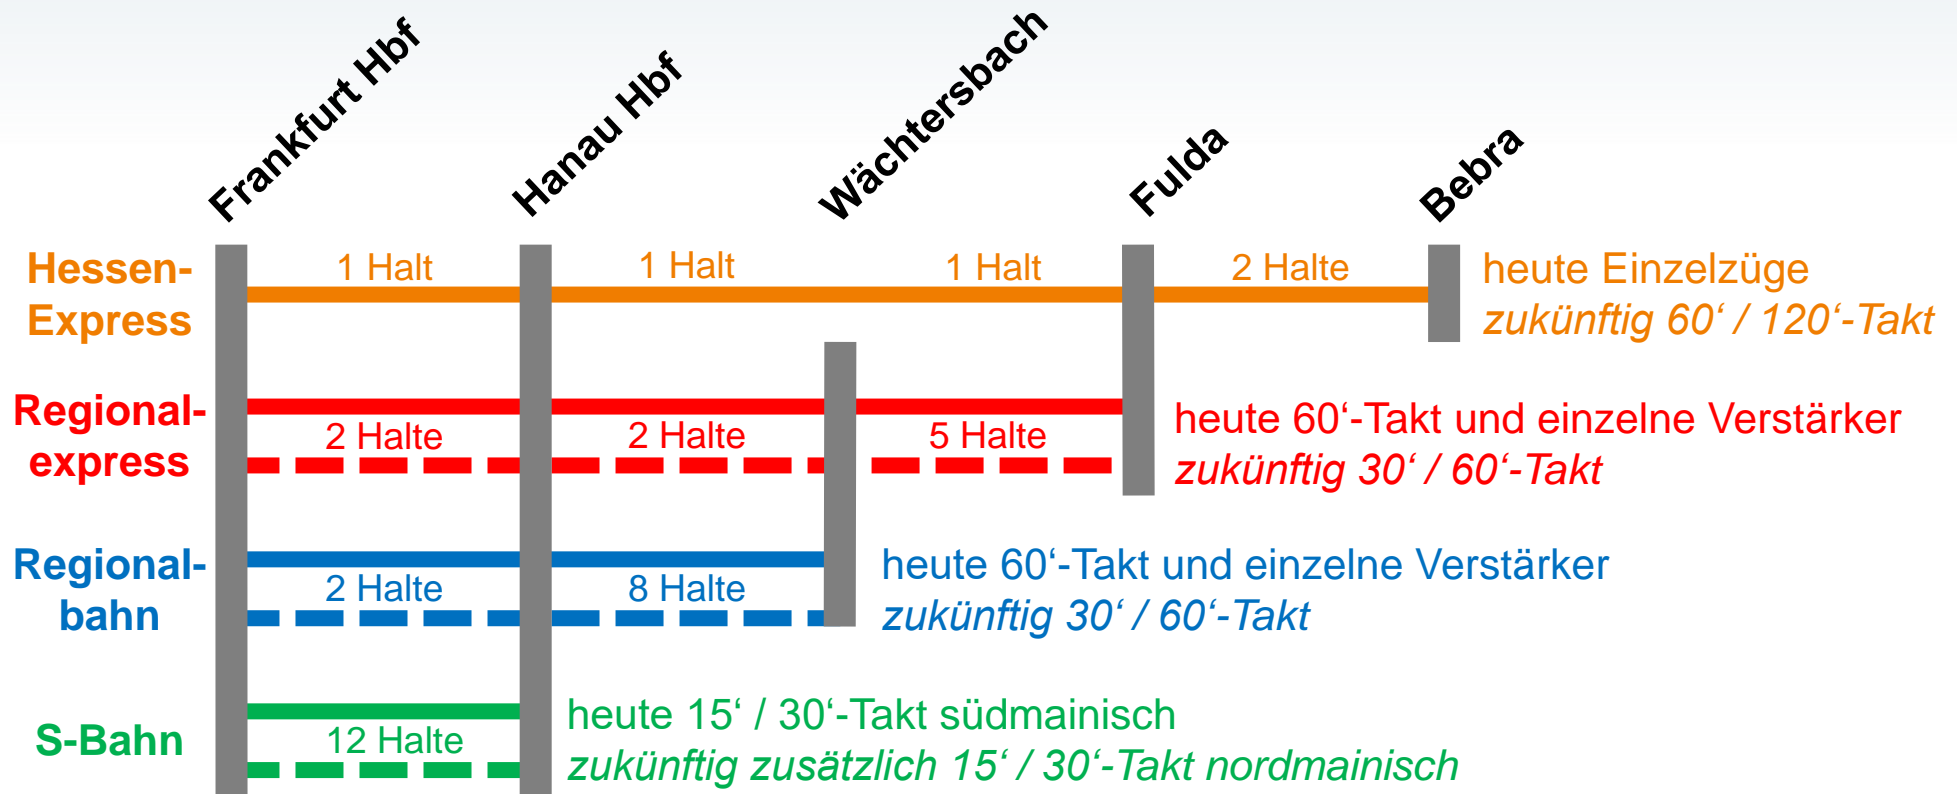 Frankfurt Hbf
Hanau Hbf
Wächtersbach
Fulda
Bebra
Hessen-
Express
1 Halt
1 Halt
1 Halt
2 Halte
heute Einzelzüge
zukünftig 60‘ / 120‘-Takt
Regional-
express
2 Halte
2 Halte
5 Halte
heute 60‘-Takt und einzelne Verstärker
zukünftig 30‘ / 60‘-Takt
Regional-
bahn
2 Halte
8 Halte
heute 60‘-Takt und einzelne Verstärker
zukünftig 30‘ / 60‘-Takt
S-Bahn
12 Halte
heute 15‘ / 30‘-Takt südmainisch
zukünftig zusätzlich 15‘ / 30‘-Takt nordmainisch